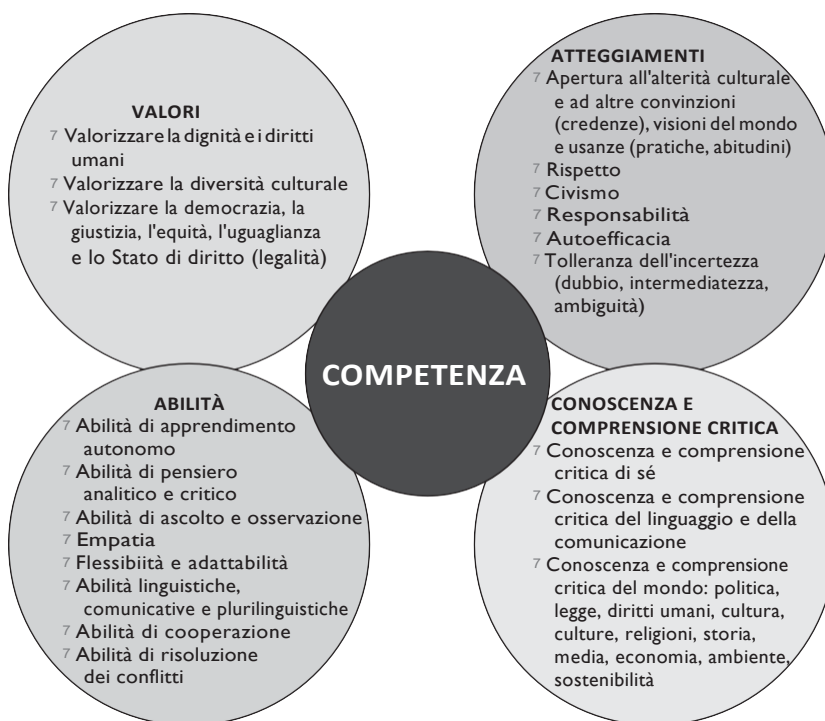 VALORI
7 Valorizzare la dignità e i diritti
umani
7 Valorizzare la diversità culturale
7 Valorizzare la democrazia, la
giustizia, l'equità, l'uguaglianza
e lo Stato di diritto (legalità)
ATTEGGIAMENTI
7 Apertura all'alterità culturale
e ad altre convinzioni
(credenze), visioni del mondo
e usanze (pratiche, abitudini)
7 Rispetto
7 Civismo
7 Responsabilità
7 Autoefficacia
7 Tolleranza dell'incertezza
(dubbio, intermediatezza,
ambiguità)
COMPETENZA
ABILITÀ
7 Abilità di apprendimento
autonomo
7 Abilità di pensiero
analitico e critico
7 Abilità di ascolto e osservazione
7 Empatia
7 Flessibiità e adattabilità
7 Abilità linguistiche,
comunicative e plurilinguistiche
7 Abilità di cooperazione
7 Abilità di risoluzione
dei conflitti
CONOSCENZA E
COMPRENSIONE CRITICA
7 Conoscenza e comprensione
critica di sé
7 Conoscenza e comprensione
critica del linguaggio e della
comunicazione
7 Conoscenza e comprensione
critica del mondo: politica,
legge, diritti umani, cultura,
culture, religioni, storia,
media, economia, ambiente,
sostenibilità